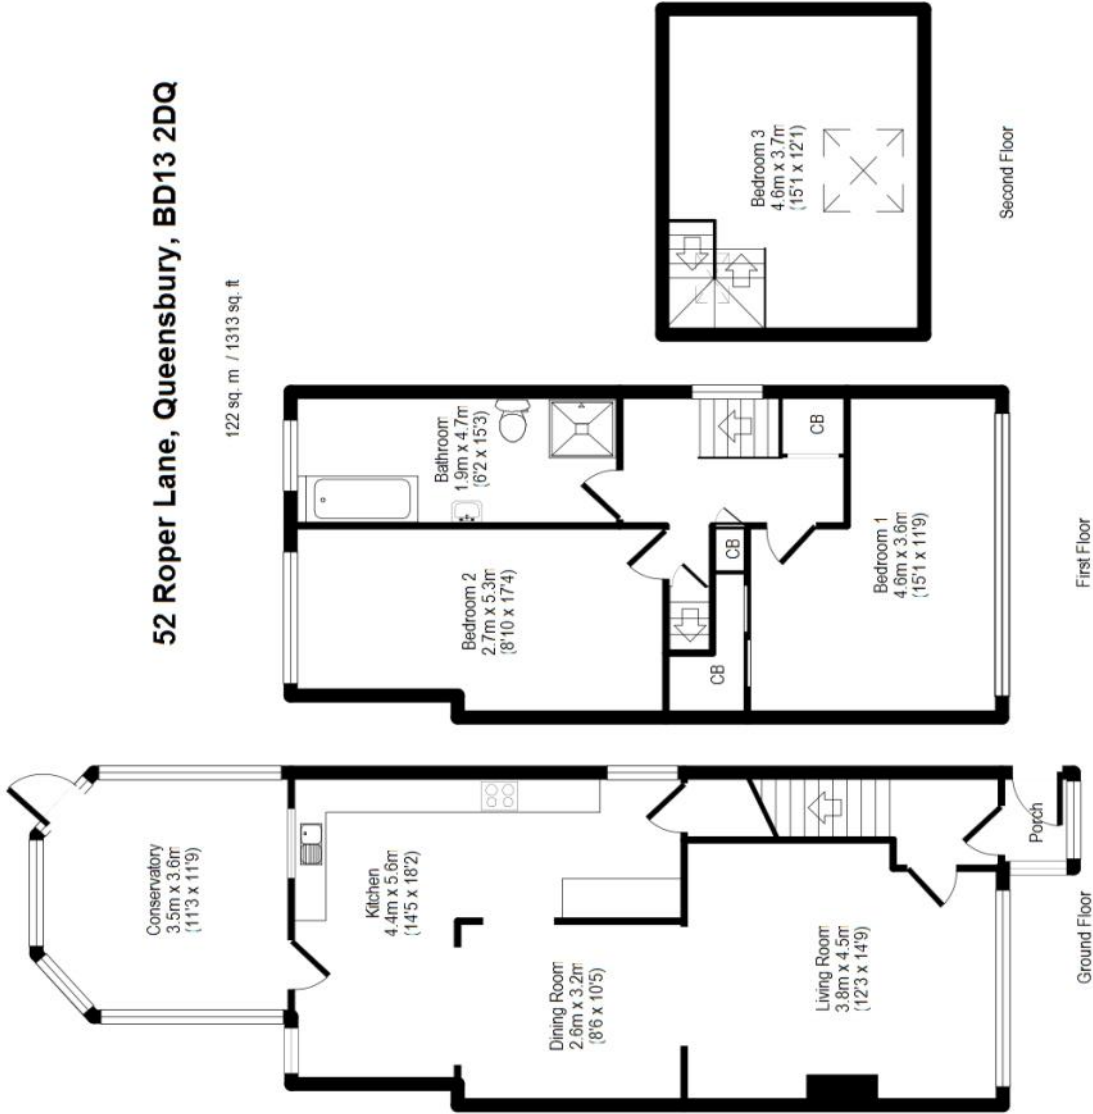 52 Roper Lane, Queensbury, BD13 2DQ
122 sq. m / 1313 sq. ft
Conservatory
3.5m x 3.6m
(11'3 x 11'9)
Kitchen
4.4m x 5.6m
(14'5 x 18'2)
Dining Room
2.6m x 3.2m
(8'6 x 10'5)
Living Room
3.8m x 4.5m
(12'3 x 14'9)
Porch
Ground Floor
Bathroom
1.9m x 4.7m
(6'2 x 15'3)
Bedroom 2
2.7m x 5.3m
(8'10 x 17'4)
CB
CB
CB
Bedroom 1
4.6m x 3.6m
(15'1 x 11'9)
First Floor
Bedroom 3
4.6m x 3.7m
(15'1 x 12'1)
Second Floor